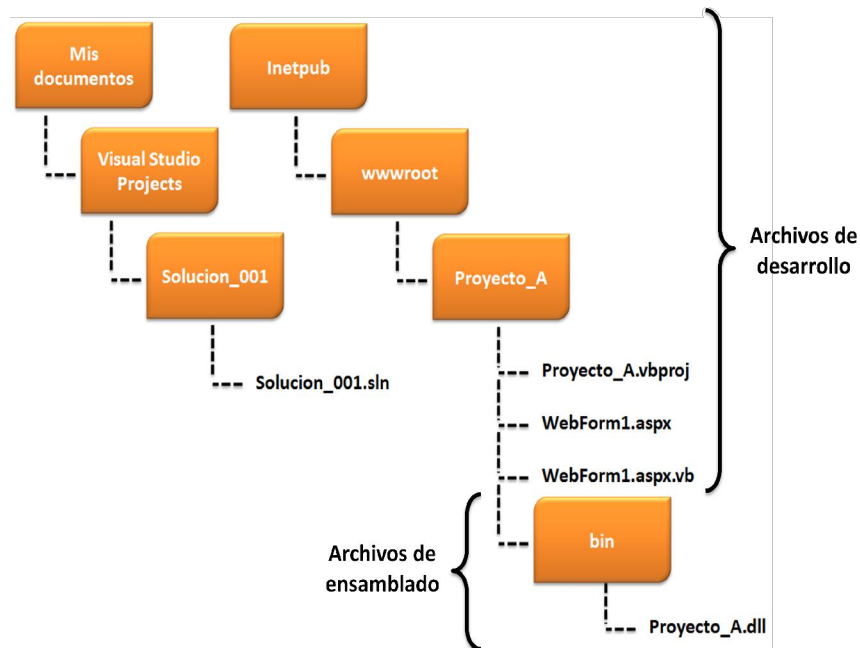 Mis
documentos
Inetpub
Visual Studio
Projects
wwwroot
Solucion_001
Proyecto_A
Archivos de
desarrollo
Solucion_001.sln
Proyecto_A.vbproj
WebForm1.aspx
WebForm1.aspx.vb
Archivos de
ensamblado
bin
Proyecto_A.dll